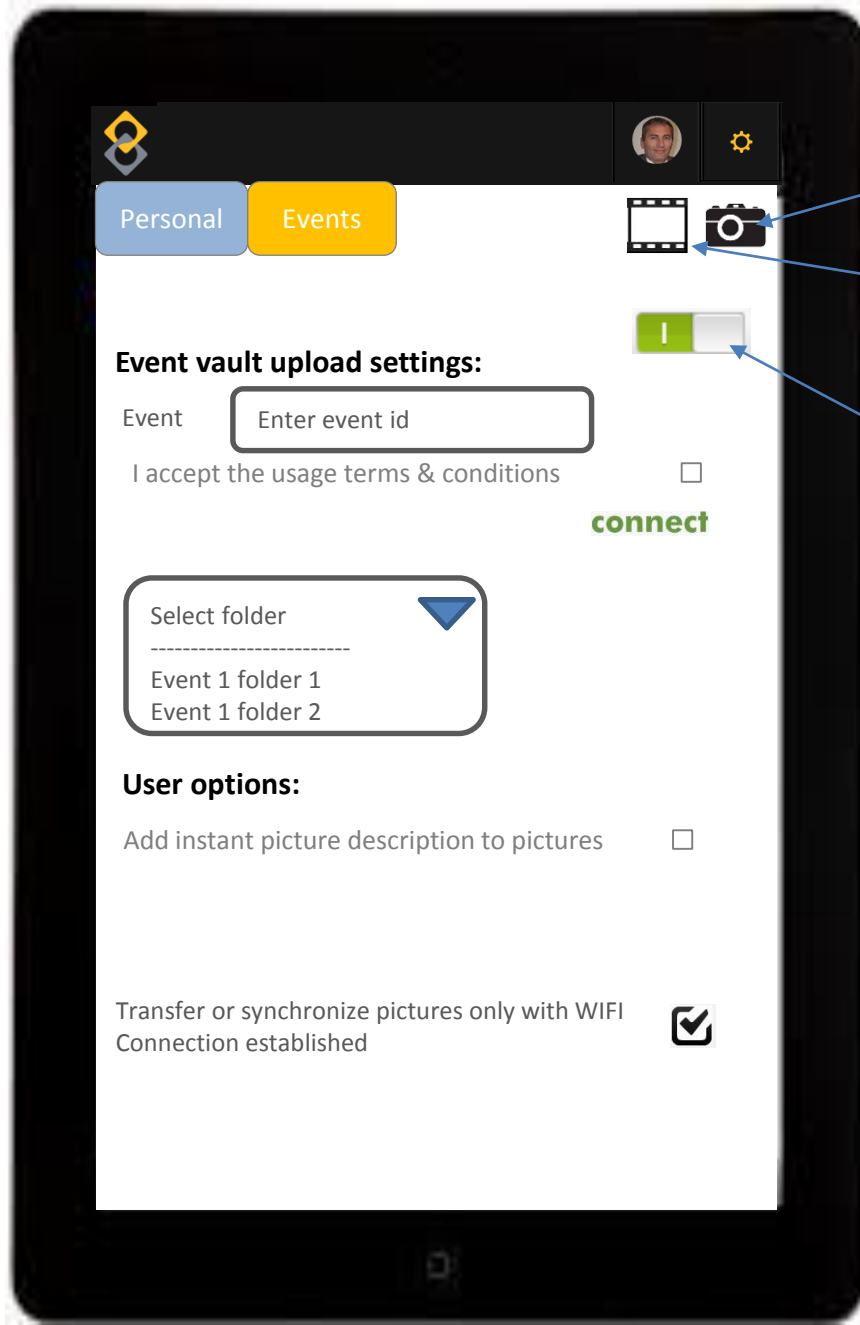 Personal
Events
Event vault upload settings:
Event
Enter event id
I accept the usage terms & conditions
connect
Select folder
-------------------------
Event 1 folder 1
Event 1 folder 2
User options:
Add instant picture description to pictures
Transfer or synchronize pictures only with WIFI
Connection established